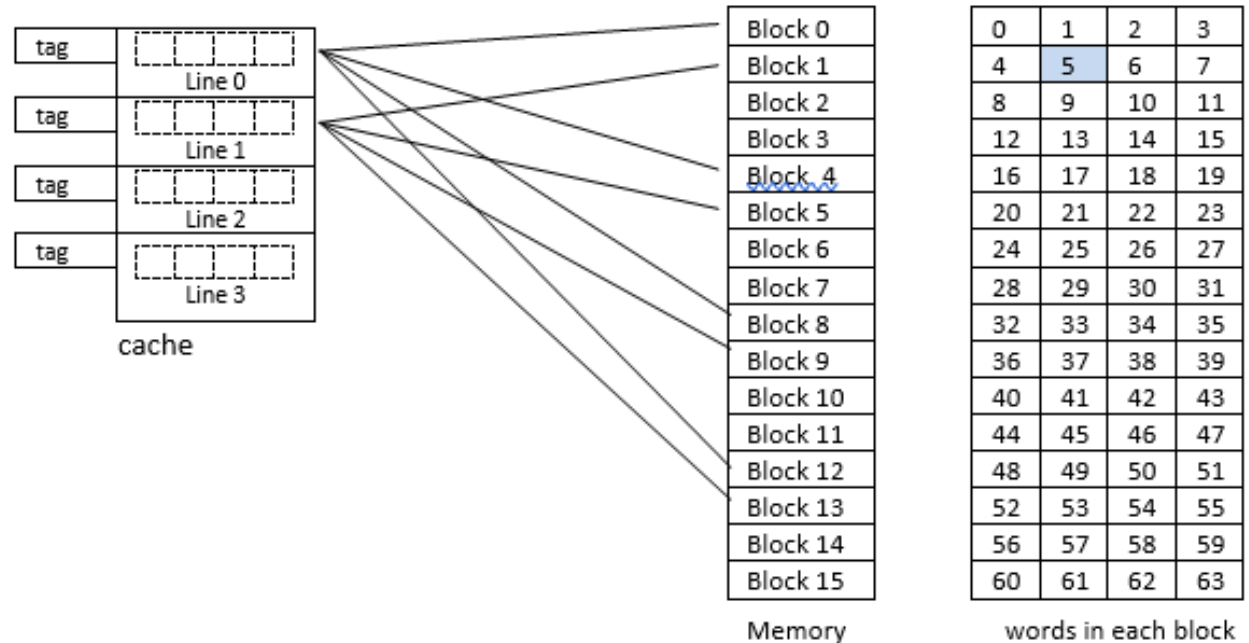 tag
Line 0
tag
Line 1
tag
Line 2
tag
Line 3
cache
Block 0
Block 1
Block 2
Block 3
Block 4
Block 5
Block 6
Block 7
Block 8
Block 9
Block 10
Block 11
Block 12
Block 13
Block 14
Block 15
Memory
0 1 2 3
4 5 6 7
8 9 10 11
12 13 14 15
16 17 18 19
20 21 22 23
24 25 26 27
28 29 30 31
32 33 34 35
36 37 38 39
40 41 42 43
44 45 46 47
48 49 50 51
52 53 54 55
56 57 58 59
60 61 62 63
words in each block